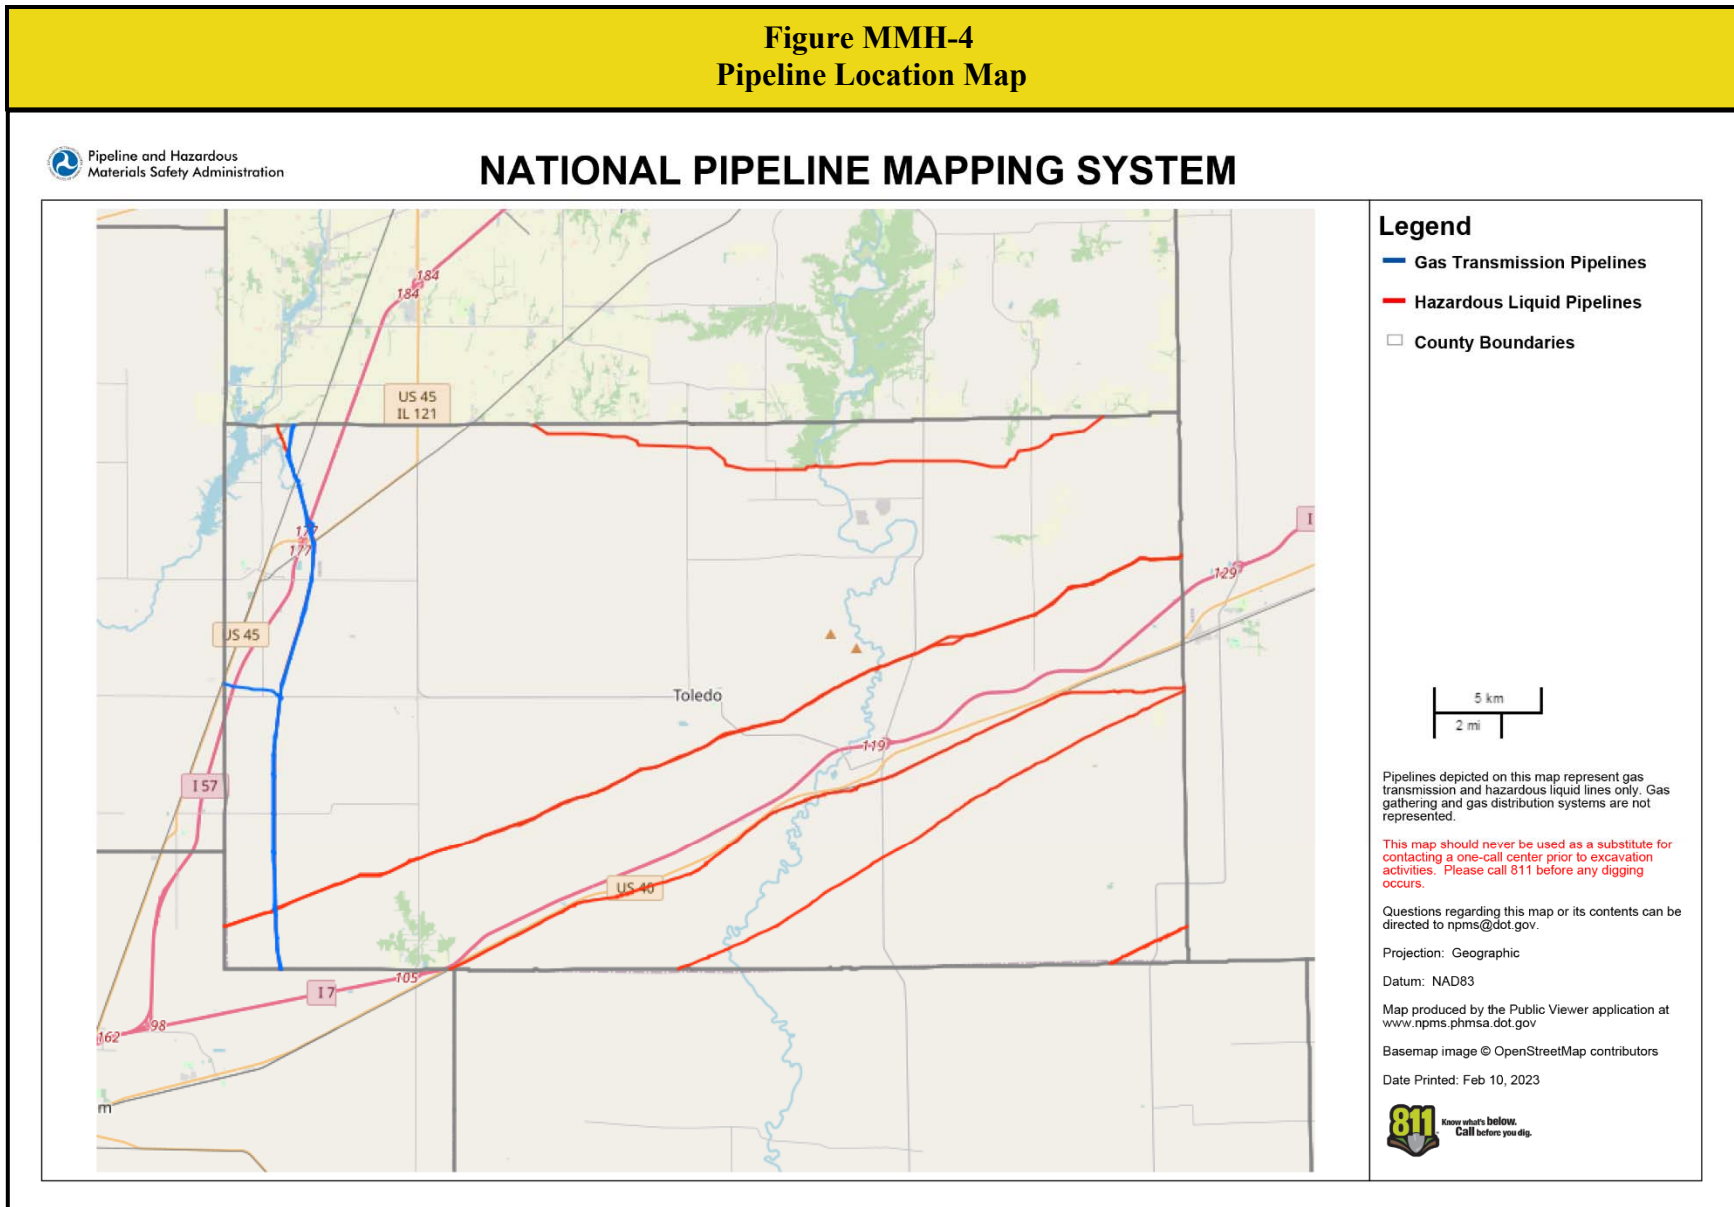 Figure MMH-4
Pipeline Location Map
Pipeline and Hazardous
Materials Safety Administration
NATIONAL PIPELINE MAPPING SYSTEM
184
184
US 45
IL 121
177
177
US 45
I 57
Toledo
119
129
I
US 40
105
I 7
98
162
m
Legend
Gas Transmission Pipelines
Hazardous Liquid Pipelines
County Boundaries
5 km
2 mi
Pipelines depicted on this map represent gas
transmission and hazardous liquid lines only. Gas
gathering and gas distribution systems are not
represented.
This map should never be used as a substitute for
contacting a one-call center prior to excavation
activities. Please call 811 before any digging
occurs.
Questions regarding this map or its contents can be
directed to npms@dot.gov.
Projection: Geographic
Datum: NAD83
Map produced by the Public Viewer application at
www.npms.phmsa.dot.gov
Basemap image © OpenStreetMap contributors
Date Printed: Feb 10, 2023
811
Know what's below.
Call before you dig.